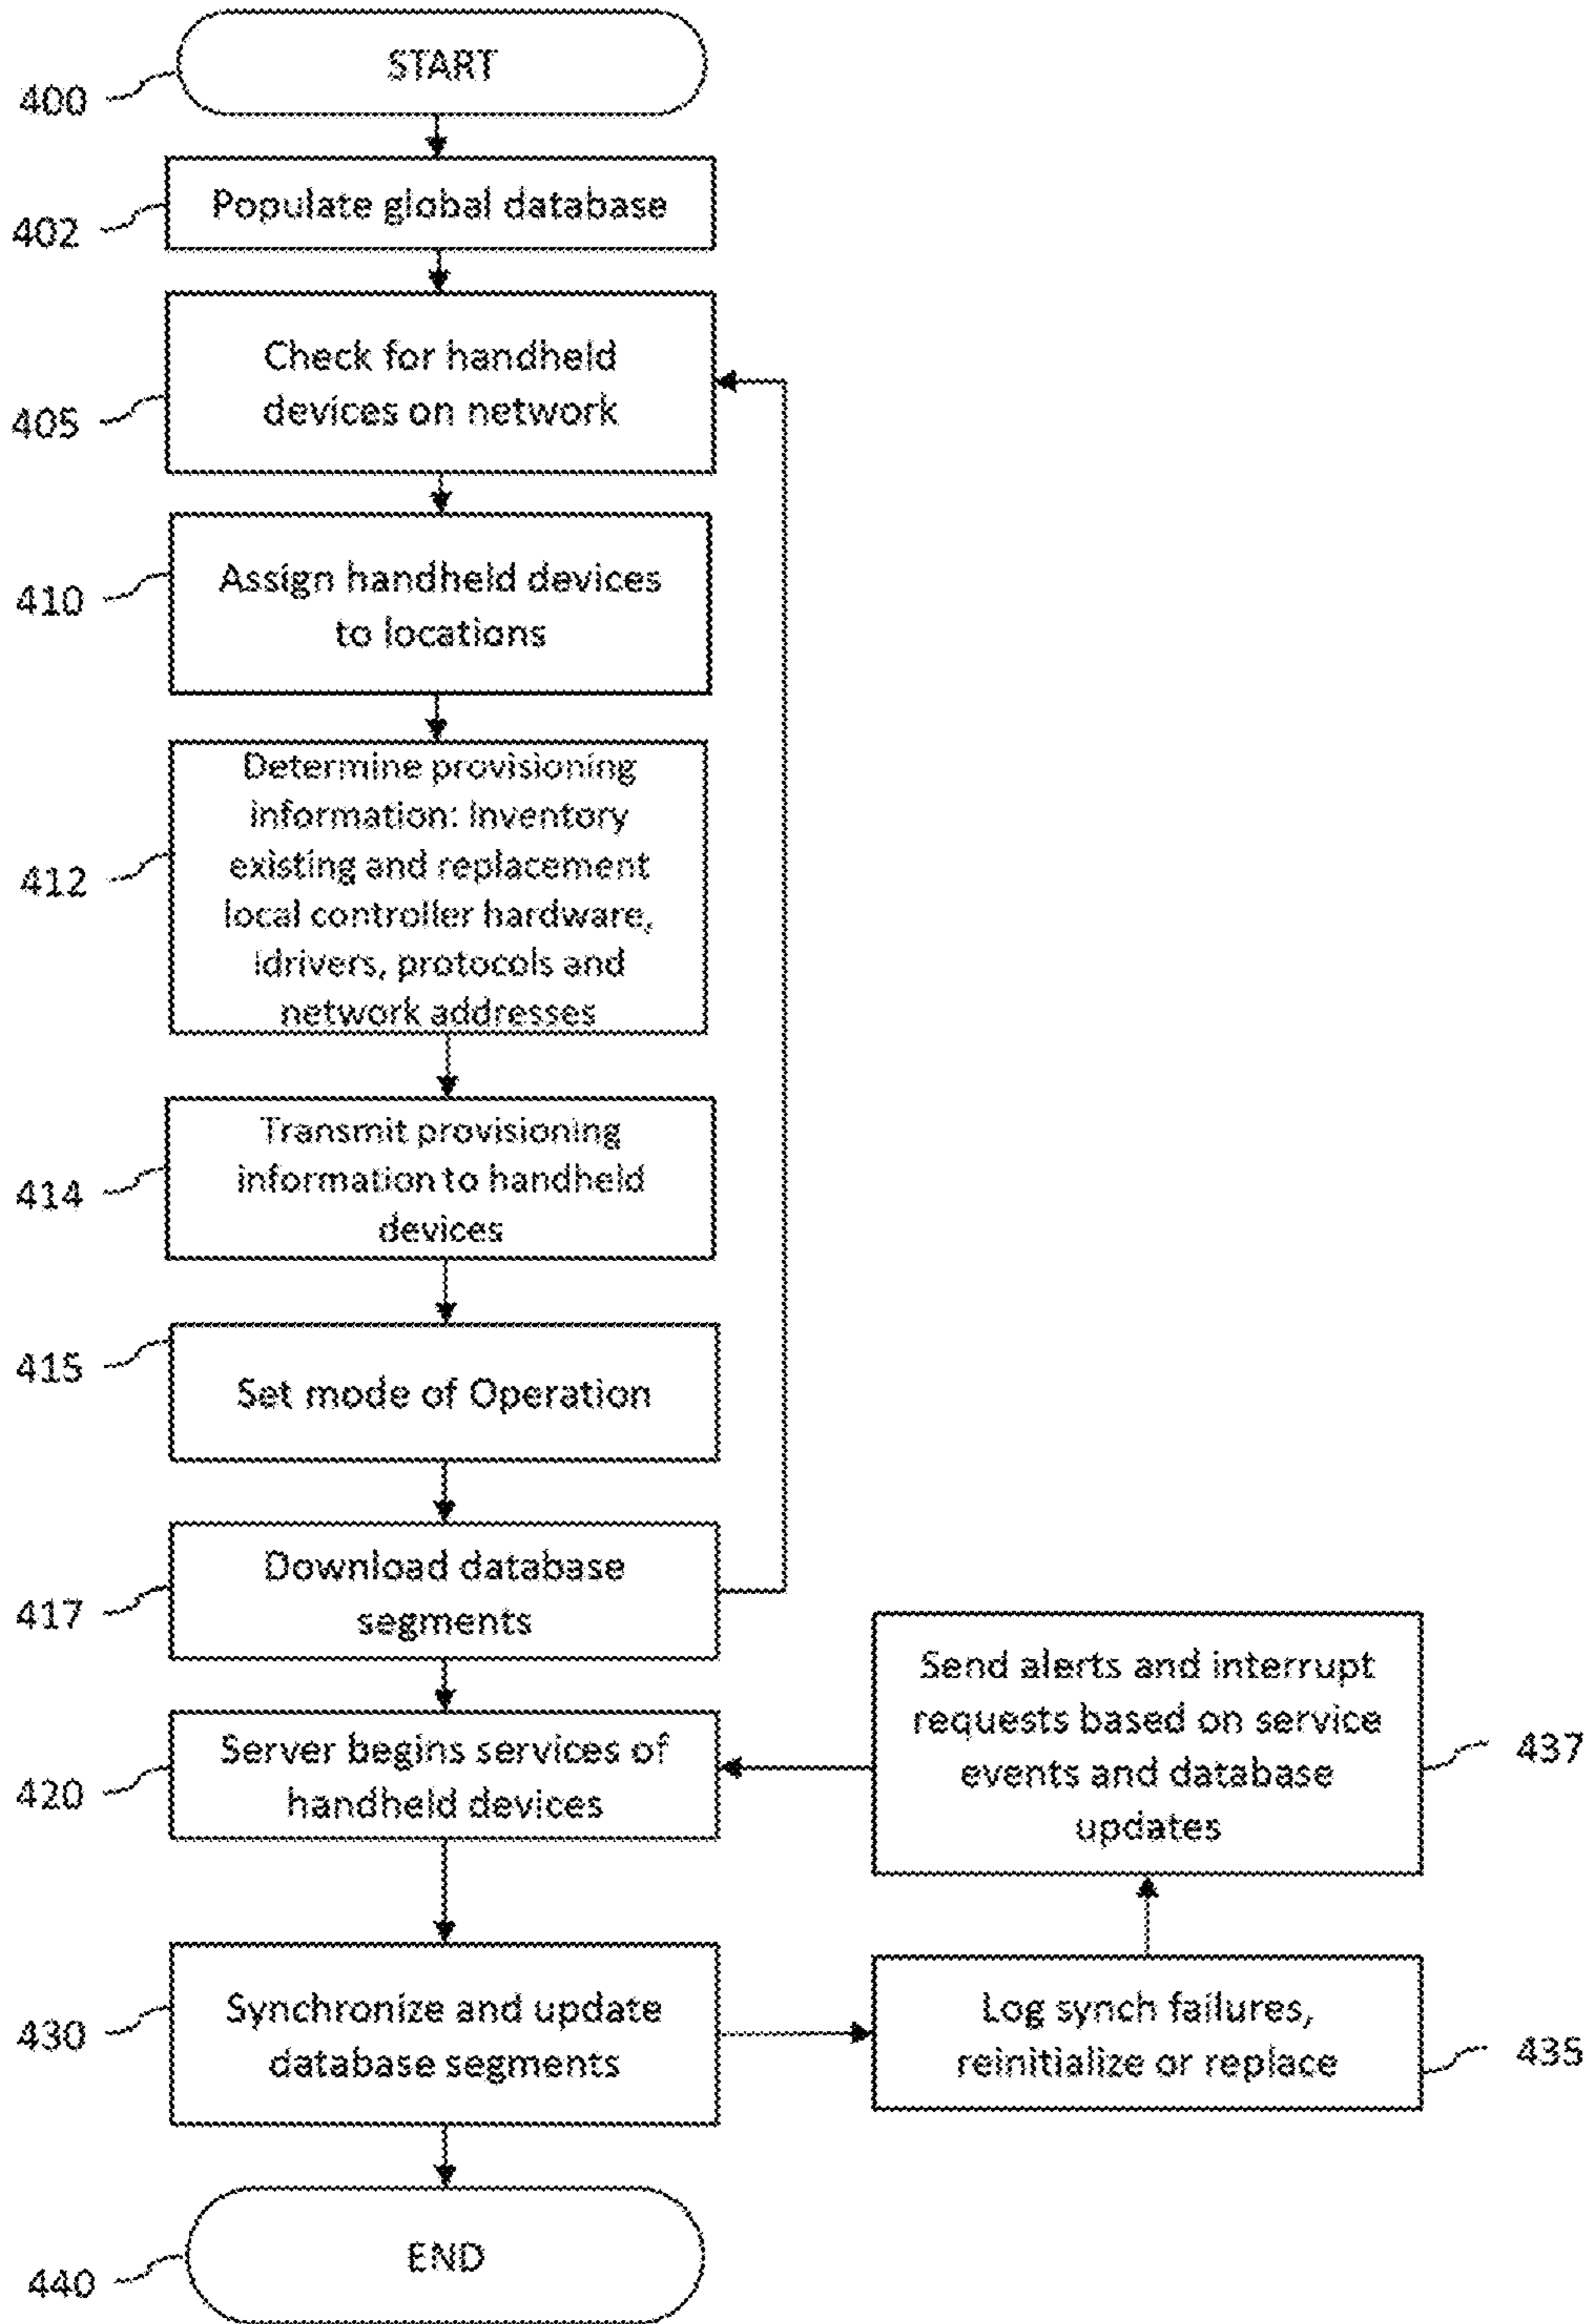 START
400
Populate global database
402
Check for handheld
devices on network
405
Assign handheld devices
to locations
410
Determine provisioning
information: inventory
existing and replacement
local controller hardware,
idrivers, protocols and
network addresses
412
Transmit provisioning
information to handheld
devices
414
Set mode of Operation
415
Download database
segments
417
Server begins services of
handheld devices
420
Send alerts and interrupt
requests based on service
events and database
updates
437
Synchronize and update
database segments
430
Log synch failures,
reinitialize or replace
435
END
440